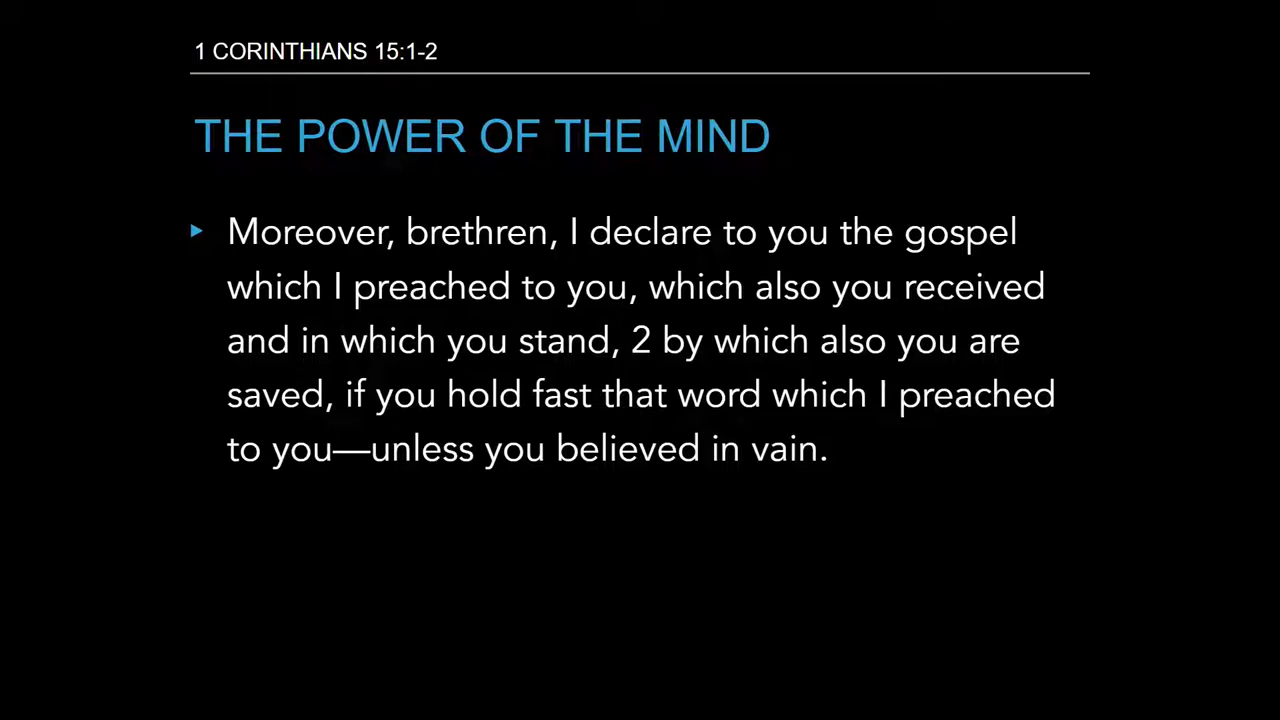 1 CORINTHIANS 15:1-2
THE POWER OF THE MIND
‣ Moreover, brethren, I declare to you the gospel
which I preached to you, which also you received
and in which you stand, 2 by which also you are
saved, if you hold fast that word which I preached
to you—unless you believed in vain.